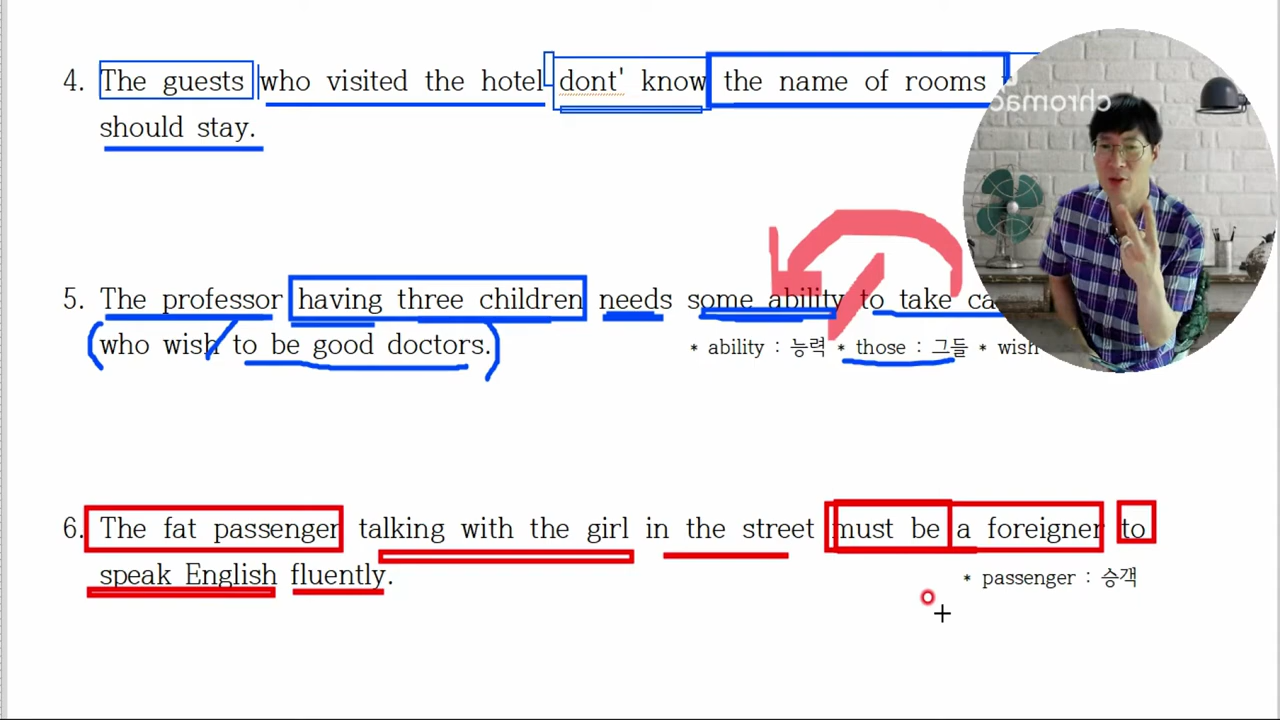 4. The guests who visited the hotel dont' know the name of rooms
chromac
should stay.
5. The professor having three children needs some ability to take
who wish to be good doctors.
* ability : 능력 * those : 그들 * wish
6. The fat passenger talking with the girl in the street must be a foreigner to
speak English fluently.
* passenger : 승객